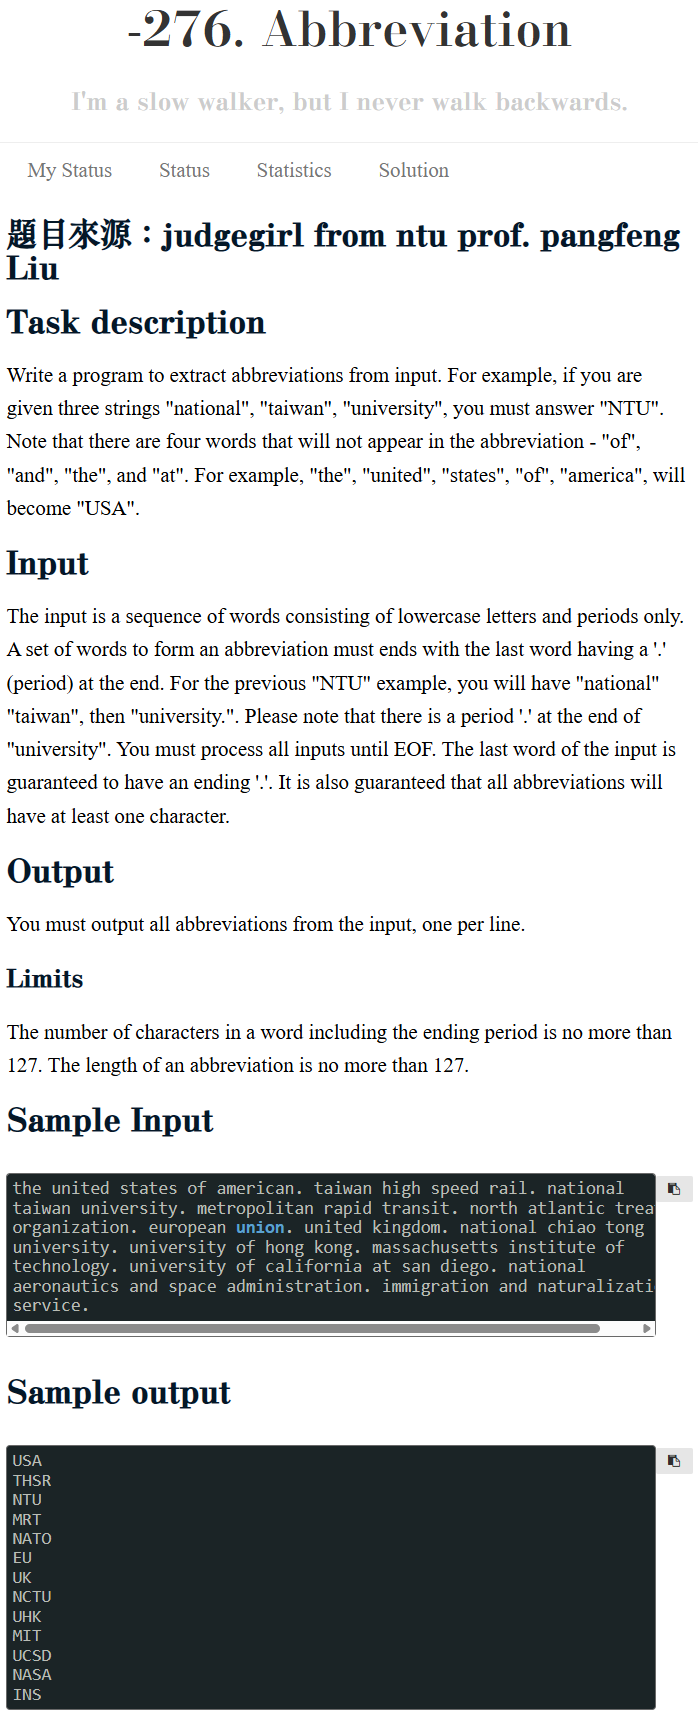 -276. Abbreviation
I'm a slow walker, but I never walk backwards.
My Status Status Statistics Solution
題目來源：judgegirl from ntu prof. pangfeng
Liu
Task description
Write a program to extract abbreviations from input. For example, if you are
given three strings "national", "taiwan", "university", you must answer "NTU".
Note that there are four words that will not appear in the abbreviation - "of",
"and", "the", and "at". For example, "the", "united", "states", "of", "america", will
become "USA".
Input
The input is a sequence of words consisting of lowercase letters and periods only.
A set of words to form an abbreviation must ends with the last word having a '.'
(period) at the end. For the previous "NTU" example, you will have "national"
"taiwan", then "university.". Please note that there is a period '.' at the end of
"university". You must process all inputs until EOF. The last word of the input is
guaranteed to have an ending '.'. It is also guaranteed that all abbreviations will
have at least one character.
Output
You must output all abbreviations from the input, one per line.
Limits
The number of characters in a word including the ending period is no more than
127. The length of an abbreviation is no more than 127.
Sample Input
the united states of american. taiwan high speed rail. national
taiwan university. metropolitan rapid transit. north atlantic trea
organization. european union. united kingdom. national chiao tong
university. university of hong kong. massachusetts institute of
technology. university of california at san diego. national
aeronautics and space administration. immigration and naturalizati
service.
Sample output
USA
THSR
NTU
MRT
NATO
EU
UK
NCTU
UHK
MIT
UCSD
NASA
INS